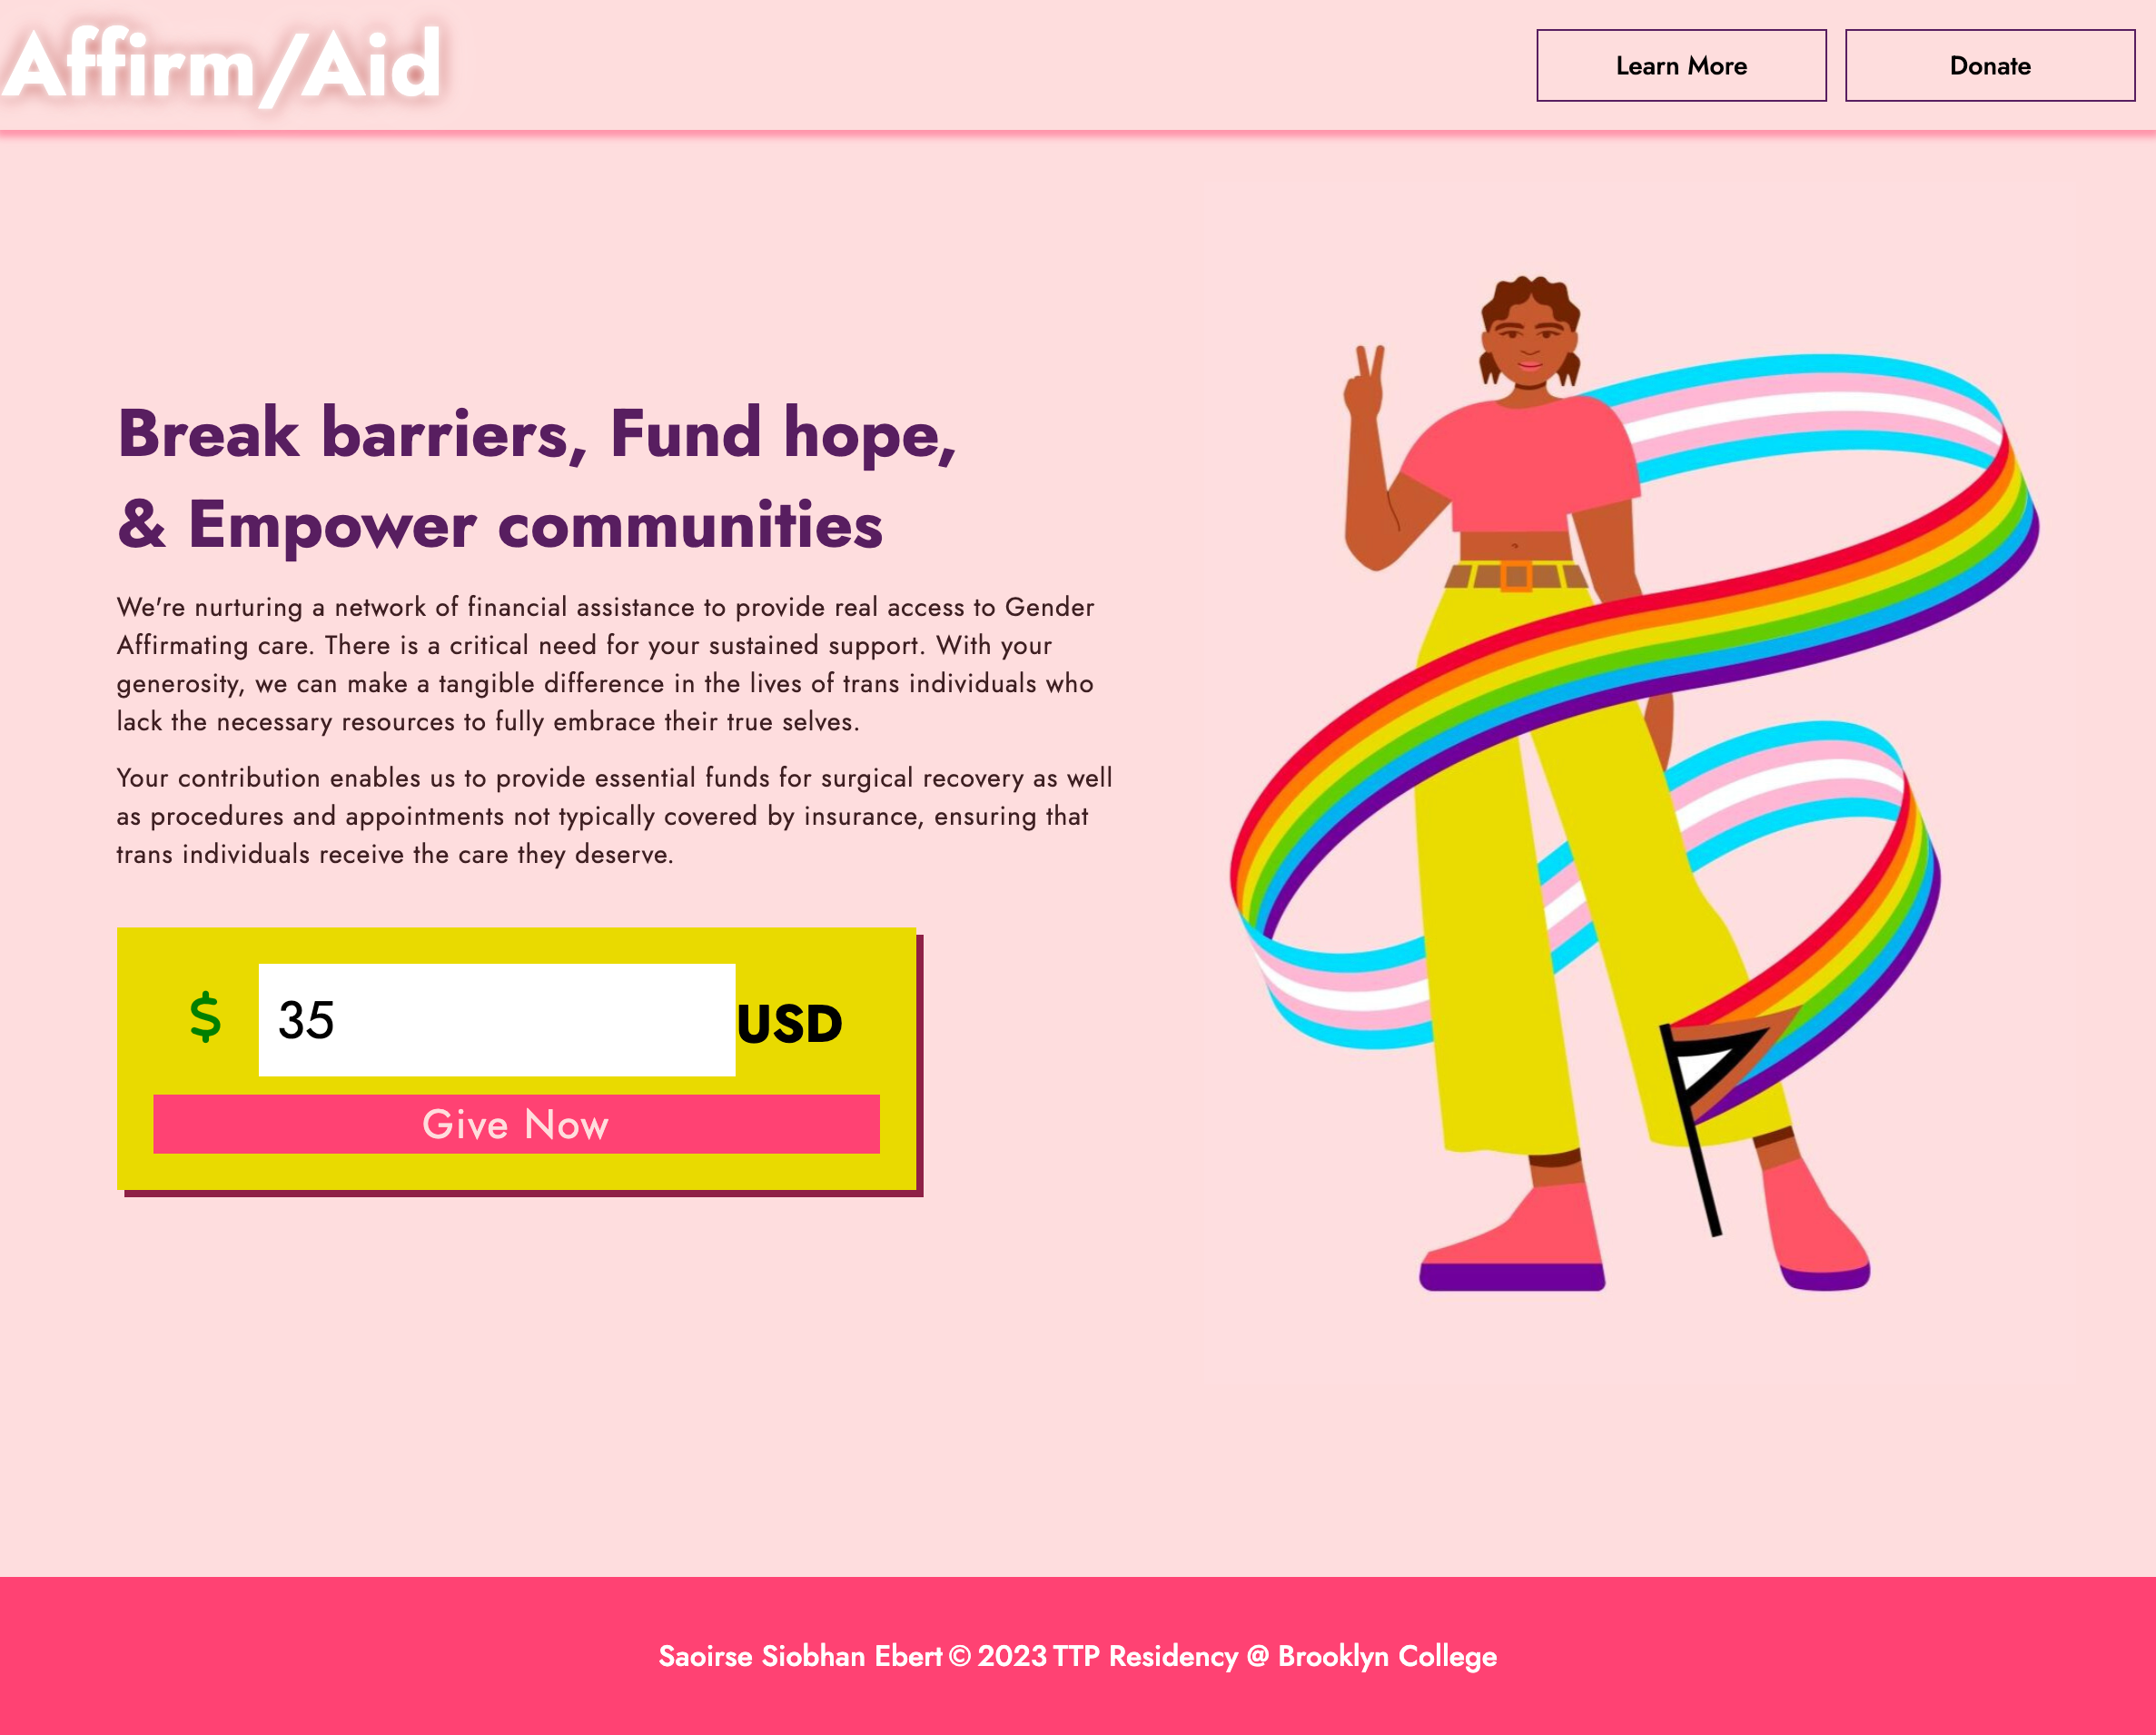 Affirm/Aid
Learn More
Donate
Break barriers, Fund hope,
& Empower communities
We're nurturing a network of financial assistance to provide real access to Gender
Affirmating care. There is a critical need for your sustained support. With your
generosity, we can make a tangible difference in the lives of trans individuals who
lack the necessary resources to fully embrace their true selves.
Your contribution enables us to provide essential funds for surgical recovery as well
as procedures and appointments not typically covered by insurance, ensuring that
trans individuals receive the care they deserve.
$ 35 USD
Give Now
Saoirse Siobhan Ebert © 2023 TTP Residency @ Brooklyn College